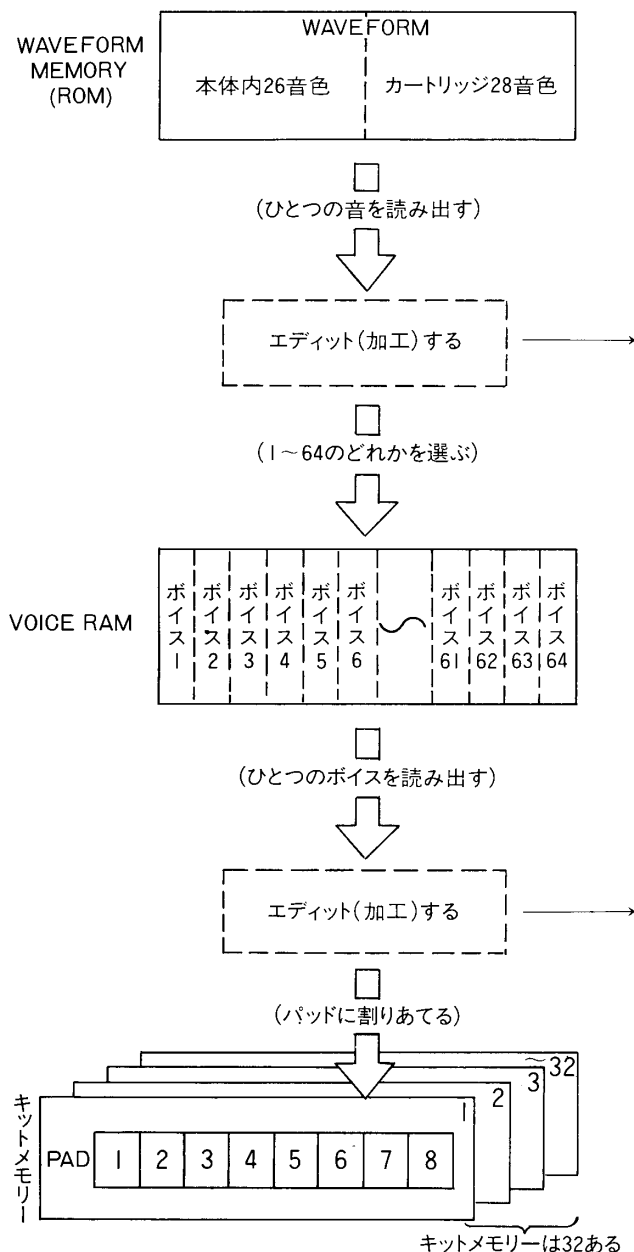 WAVEFORM
MEMORY
(ROM)
WAVEFORM
本体内26音色
カートリッジ28音色
(ひとつの音を読み出す)
エディット(加工)する
(1～64のどれかを選ぶ)
VOICE RAM
ボイス1
ボイス2
ボイス3
ボイス4
ボイス5
ボイス6
ボイス61
ボイス62
ボイス63
ボイス64
(ひとつのボイスを読み出す)
エディット(加工)する
(パッドに割りあてる)
キットメモリー
～32
3
2
1
PAD 1 2 3 4 5 6 7 8
キットメモリーは32ある